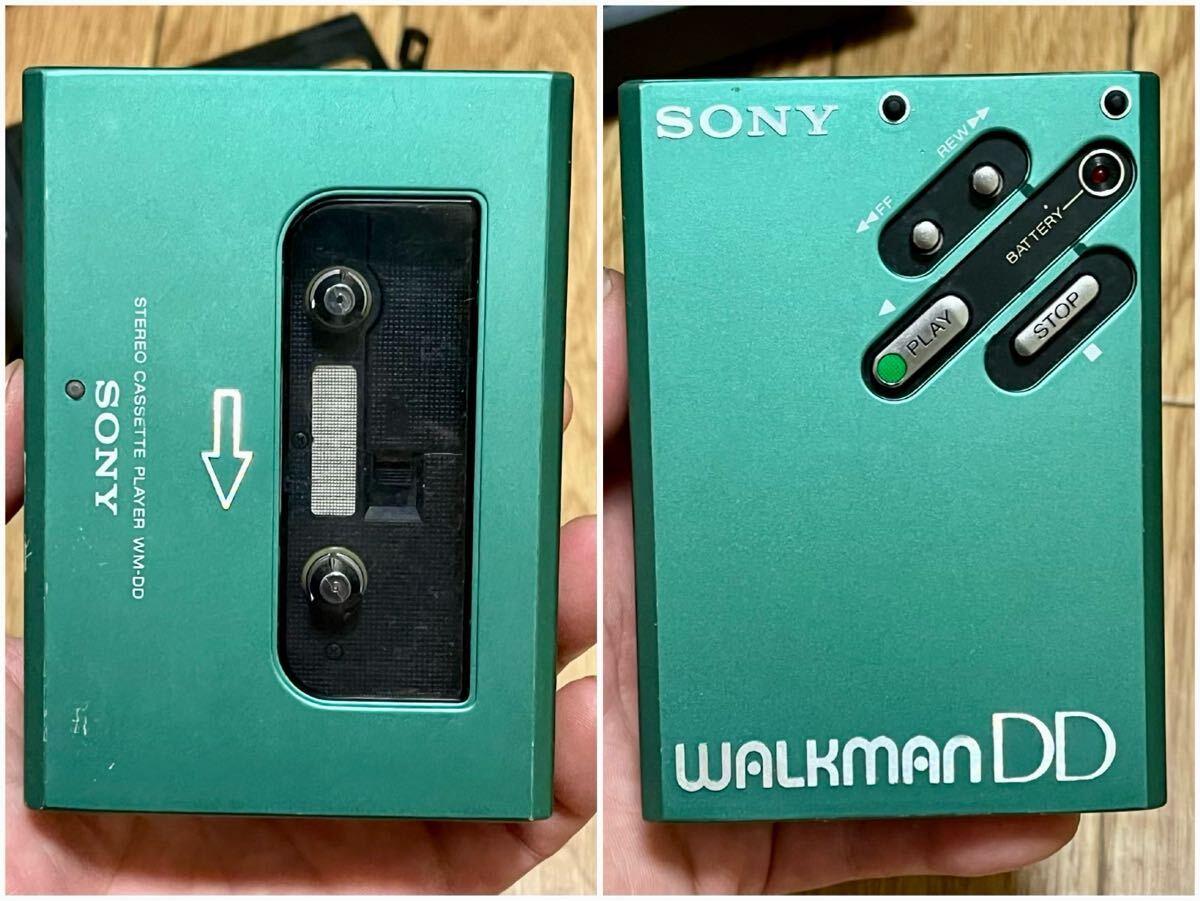 STEREO CASSETTE PLAYER WM-DD
SONY
SONY
REW
FF
BATTERY
PLAY
STOP
WALKMAN DD